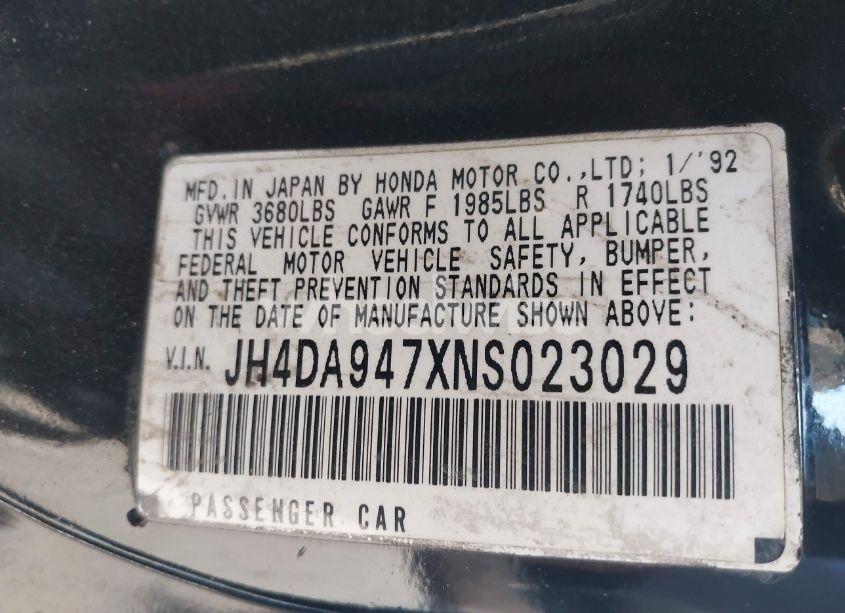 MFD.IN JAPAN BY HONDA MOTOR CO.,LTD; 1/'92
GVWR 3680LBS GAWR F 1985LBS R 1740LBS
THIS VEHICLE CONFORMS TO ALL APPLICABLE
FEDERAL MOTOR VEHICLE SAFETY, BUMPER,
AND THEFT PREVENTION STANDARDS IN EFFECT
ON THE DATE OF MANUFACTURE SHOWN ABOVE:
V.I.N. JH4DA947XNS023029
PASSENGER CAR